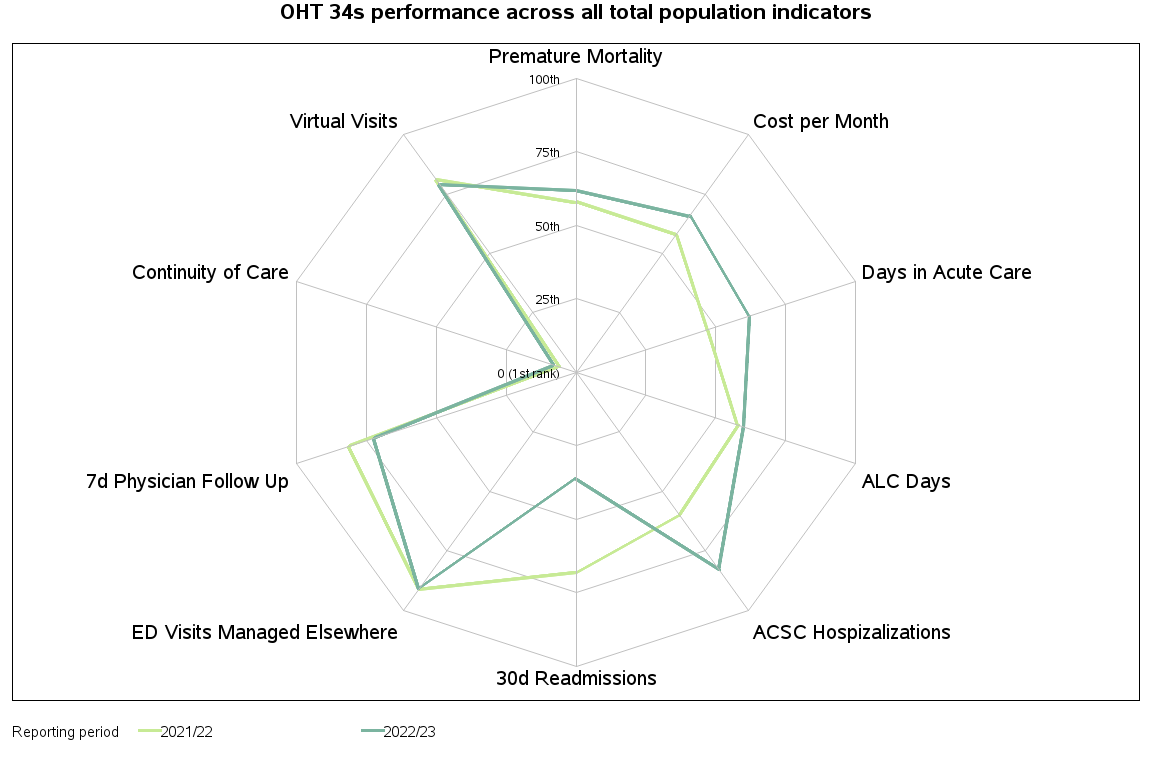 OHT 34s performance across all total population indicators
Premature Mortality
100th
Virtual Visits
Cost per Month
75th
50th
Continuity of Care
Days in Acute Care
25th
0 (1st rank)
7d Physician Follow Up
ALC Days
ED Visits Managed Elsewhere
ACSC Hospizalizations
30d Readmissions
Reporting period 2021/22 2022/23